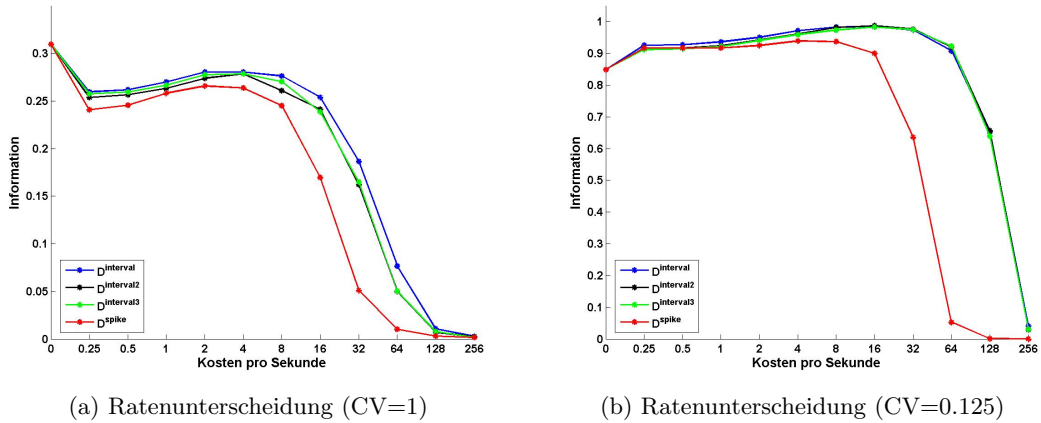 0.3
0.25
0.2
0.15
0.1
0.05
0
Information
D^interval
D^interval2
D^interval3
D^spike
0 0.25 0.5 1 2 4 8 16 32 64 128 256
Kosten pro Sekunde
(a) Ratenunterscheidung (CV=1)
1
0.9
0.8
0.7
0.6
0.5
0.4
0.3
0.2
0.1
0
Information
D^interval
D^interval2
D^interval3
D^spike
0 0.25 0.5 1 2 4 8 16 32 64 128 256
Kosten pro Sekunde
(b) Ratenunterscheidung (CV=0.125)